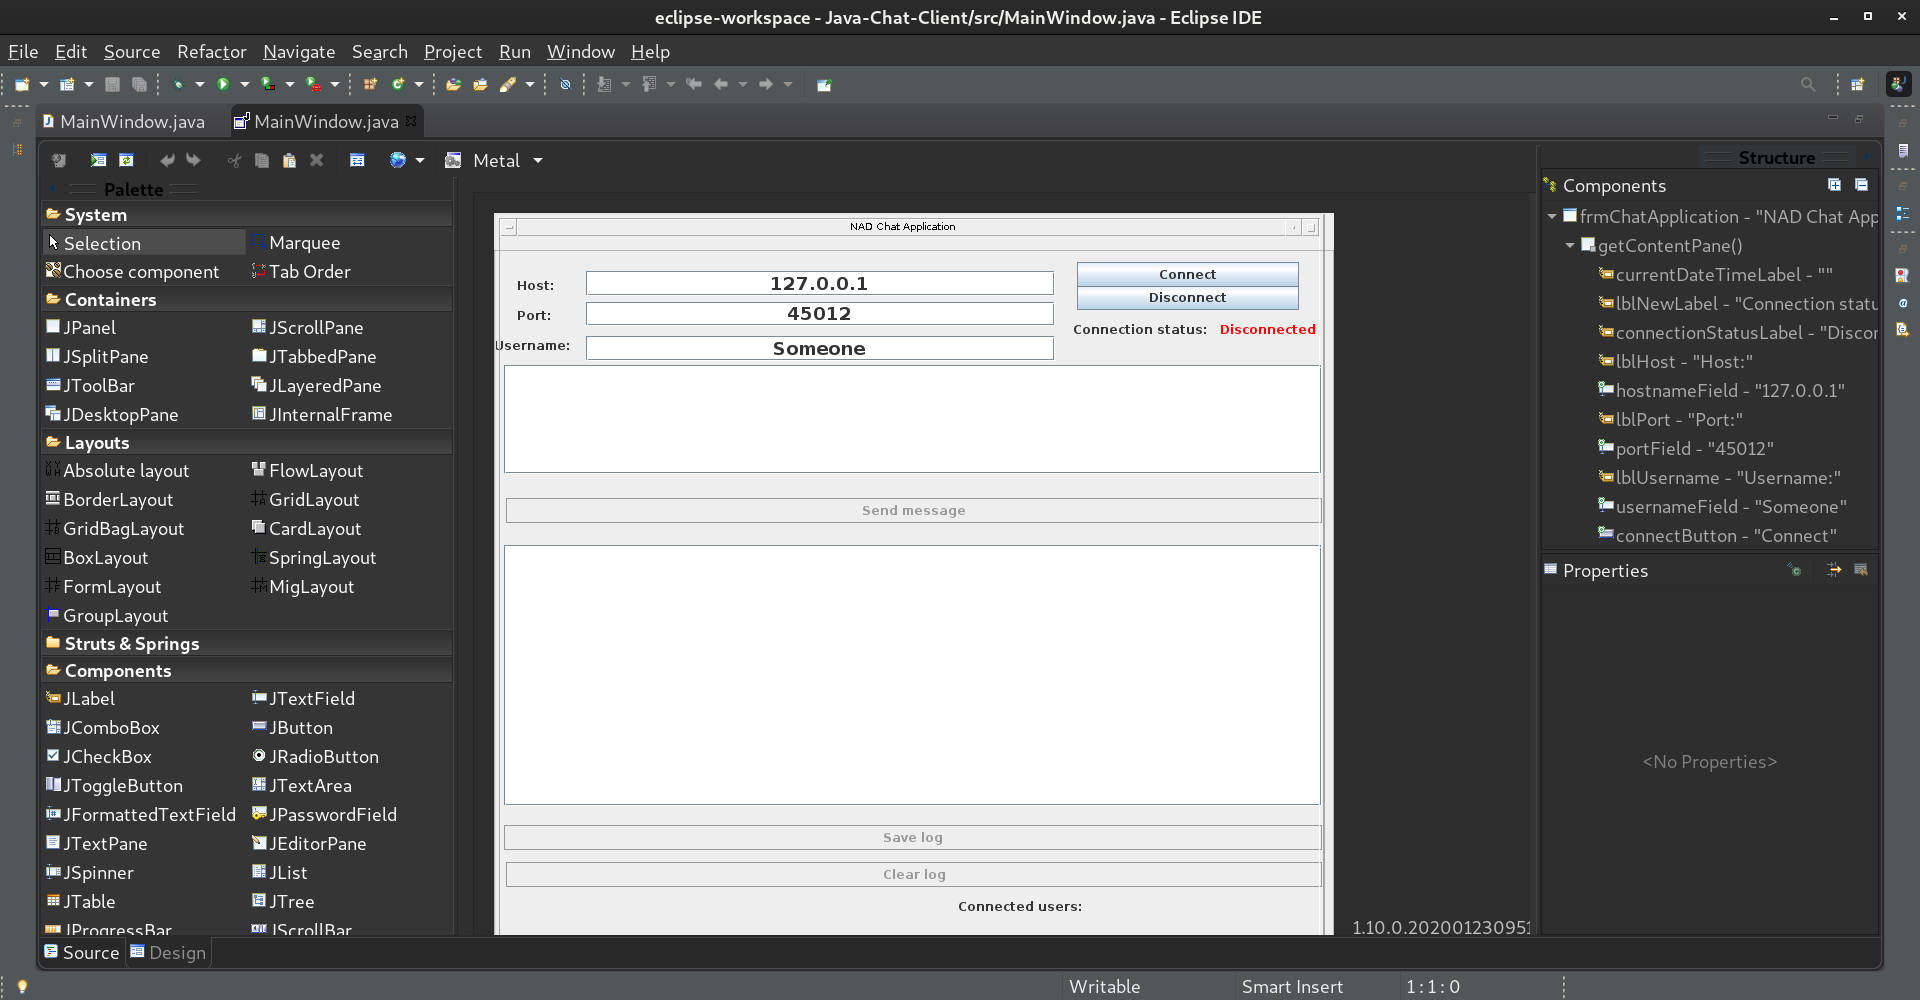 eclipse-workspace - Java-Chat-Client/src/MainWindow.java - Eclipse IDE
File Edit Source Refactor Navigate Search Project Run Window Help
MainWindow.java MainWindow.java
Metal
Palette
System
Selection Marquee
Choose component Tab Order
Containers
JPanel JScrollPane
JSplitPane JTabbedPane
JToolBar JLayeredPane
JDesktopPane JInternalFrame
Layouts
Absolute layout FlowLayout
BorderLayout GridLayout
GridBagLayout CardLayout
BoxLayout SpringLayout
FormLayout MigLayout
GroupLayout
Struts & Springs
Components
JLabel JTextField
JComboBox JButton
JCheckBox JRadioButton
JToggleButton JTextArea
JFormattedTextField JPasswordField
JTextPane JEditorPane
JSpinner JList
JTable JTree
JProgressBar JScrollBar
Source Design
NAD Chat Application
Host: 127.0.0.1
Port: 45012
Username: Someone
Connect
Disconnect
Connection status: Disconnected
Send message
Save log
Clear log
Connected users:
1.10.0.202001230951
Structure
Components
frmChatApplication - "NAD Chat App
getContentPane()
currentDateTimeLabel - ""
lblNewLabel - "Connection statu
connectionStatusLabel - "Discor
lblHost - "Host:"
hostnameField - "127.0.0.1"
lblPort - "Port:"
portField - "45012"
lblUsername - "Username:"
usernameField - "Someone"
connectButton - "Connect"
Properties
<No Properties>
Writable Smart Insert 1 : 1 : 0